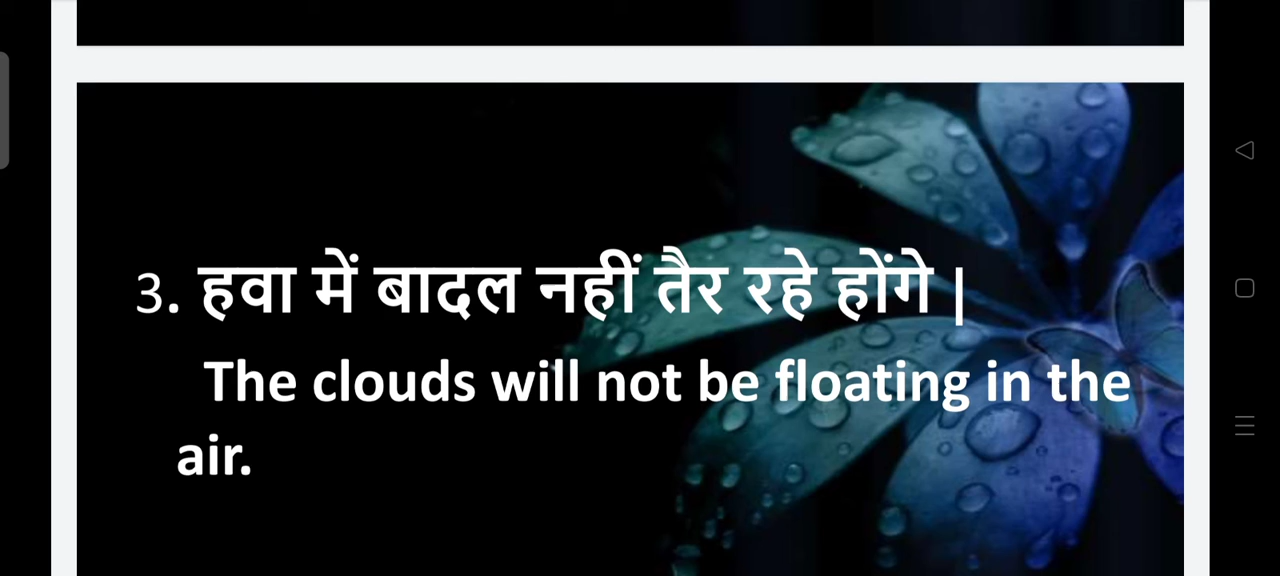 3. हवा में बादल नहीं तैर रहे होंगे |
The clouds will not be floating in the
air.